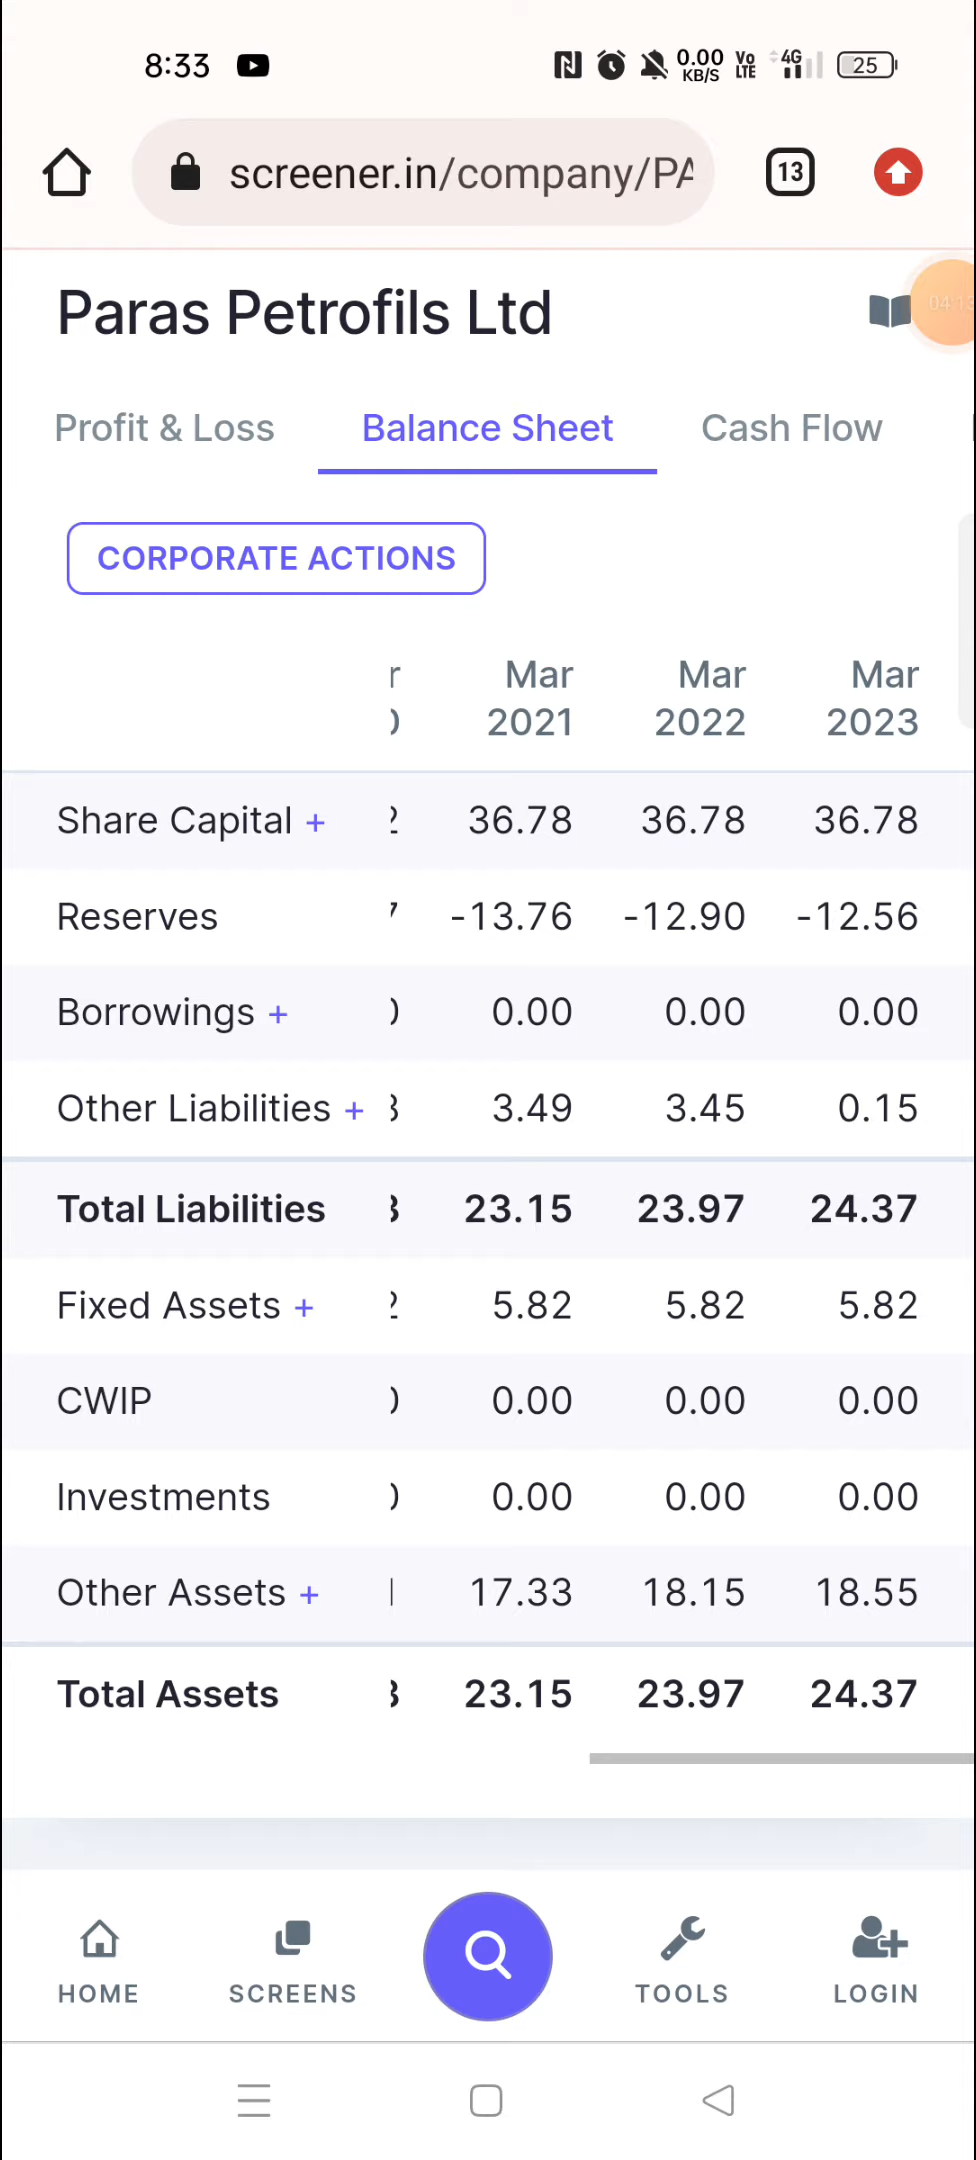 8:33 0.00 KB/S Vo LTE 4G 25
screener.in/company/PA 13
Paras Petrofils Ltd
Profit & Loss Balance Sheet Cash Flow
CORPORATE ACTIONS
Mar 2021 Mar 2022 Mar 2023
Share Capital + 36.78 36.78 36.78
Reserves -13.76 -12.90 -12.56
Borrowings + 0.00 0.00 0.00
Other Liabilities + 3.49 3.45 0.15
Total Liabilities 23.15 23.97 24.37
Fixed Assets + 5.82 5.82 5.82
CWIP 0.00 0.00 0.00
Investments 0.00 0.00 0.00
Other Assets + 17.33 18.15 18.55
Total Assets 23.15 23.97 24.37
HOME SCREENS TOOLS LOGIN